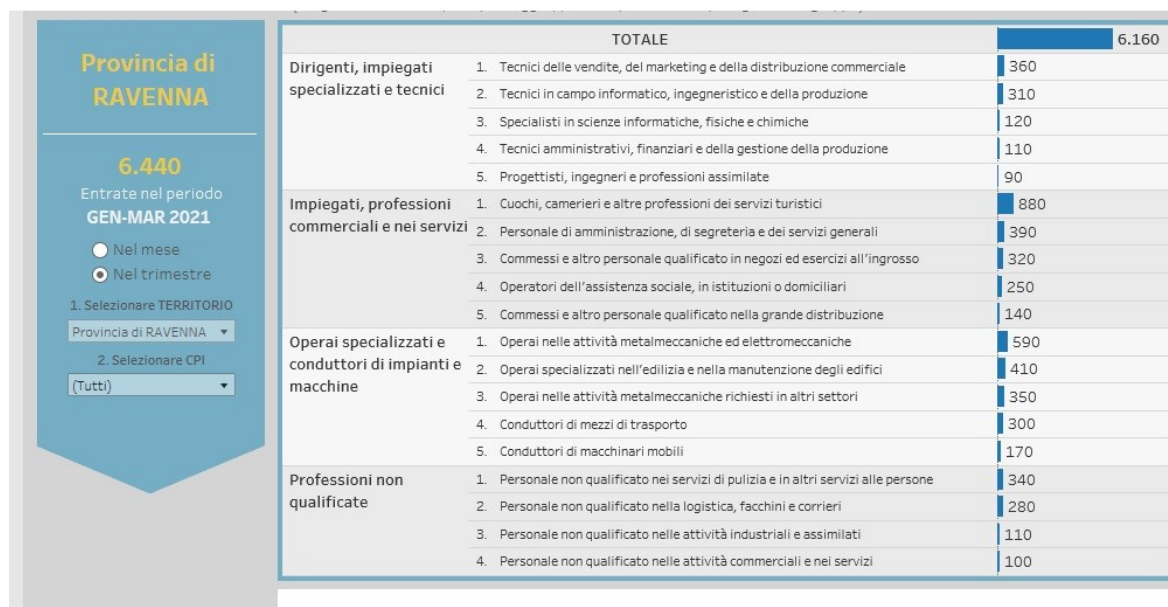 Provincia di
RAVENNA
6.440
Entrate nel periodo
GEN-MAR 2021
Nel mese
Nel trimestre
1. Selezionare TERRITORIO
Provincia di RAVENNA
2. Selezionare CPI
(Tutti)
TOTALE 6.160
Dirigenti, impiegati
specializzati e tecnici
1. Tecnici delle vendite, del marketing e della distribuzione commerciale 360
2. Tecnici in campo informatico, ingegneristico e della produzione 310
3. Specialisti in scienze informatiche, fisiche e chimiche 120
4. Tecnici amministrativi, finanziari e della gestione della produzione 110
5. Progettisti, ingegneri e professioni assimilate 90
Impiegati, professioni
commerciali e nei servizi
1. Cuochi, camerieri e altre professioni dei servizi turistici 880
2. Personale di amministrazione, di segreteria e dei servizi generali 390
3. Commessi e altro personale qualificato in negozi ed esercizi all'ingrosso 320
4. Operatori dell'assistenza sociale, in istituzioni o domiciliari 250
5. Commessi e altro personale qualificato nella grande distribuzione 140
Operai specializzati e
conduttori di impianti e
macchine
1. Operai nelle attività metalmeccaniche ed elettromeccaniche 590
2. Operai specializzati nell'edilizia e nella manutenzione degli edifici 410
3. Operai nelle attività metalmeccaniche richiesti in altri settori 350
4. Conduttori di mezzi di trasporto 300
5. Conduttori di macchinari mobili 170
Professioni non
qualificate
1. Personale non qualificato nei servizi di pulizia e in altri servizi alle persone 340
2. Personale non qualificato nella logistica, facchini e corrieri 280
3. Personale non qualificato nelle attività industriali e assimilati 110
4. Personale non qualificato nelle attività commerciali e nei servizi 100